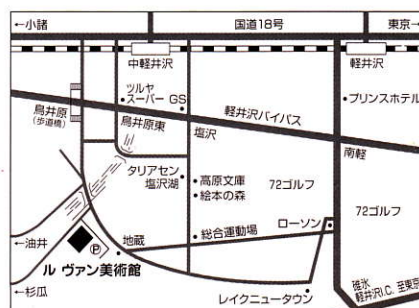 ←小諸
国道18号
東京→
中軽井沢
軽井沢
ツルヤ
スーパー GS
プリンスホテル
鳥井原
(歩道橋)
鳥井原東
軽井沢バイパス
塩沢
南軽
タリアセン
塩沢湖
高原文庫
絵本の森
72ゴルフ
72ゴルフ
ローソン
総合運動場
←油井
P
地蔵
ル ヴァン美術館
←杉瓜
レイクニュータウン
碓氷
軽井沢I.C. 至東京